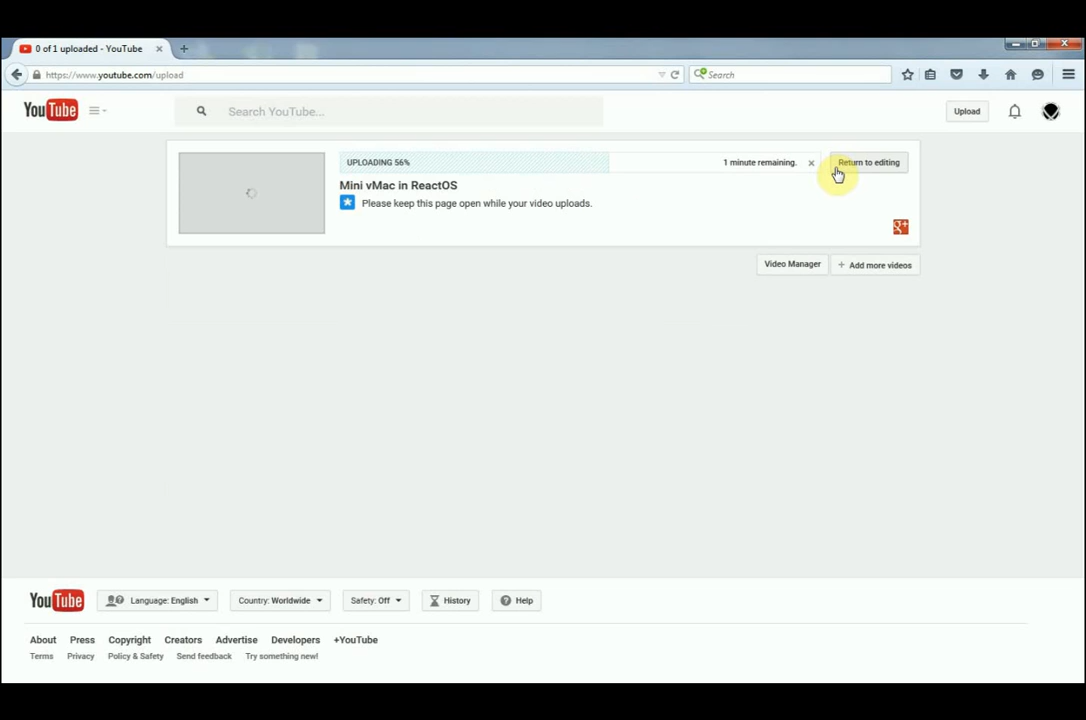 0 of 1 uploaded - YouTube
https://www.youtube.com/upload
Search
YouTube
Search YouTube...
Upload
UPLOADING 56%
1 minute remaining.
Return to editing
Mini vMac in ReactOS
Please keep this page open while your video uploads.
g+
Video Manager
+ Add more videos
YouTube
Language: English
Country: Worldwide
Safety: Off
History
Help
About Press Copyright Creators Advertise Developers +YouTube
Terms Privacy Policy & Safety Send feedback Try something new!